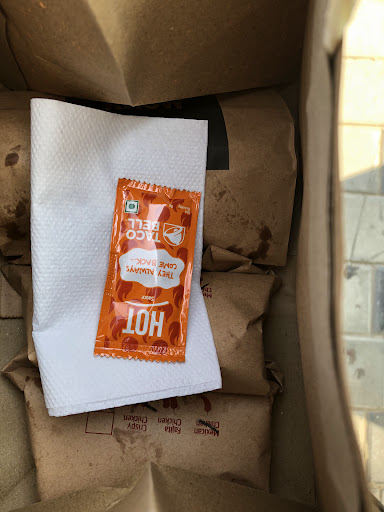 HOT
Sauce
THEY ALWAYS
COME BACK...
TACO
BELL
Mexican
Chicken
Fajita
Chicken
Crispy
Chicken